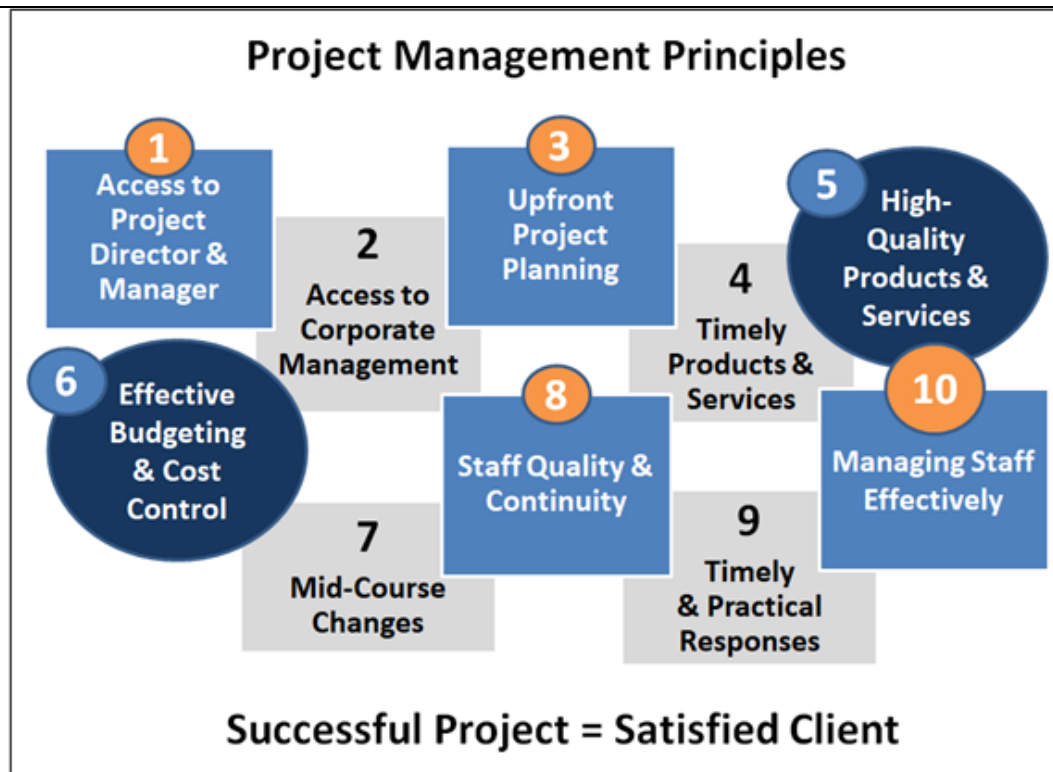 Project Management Principles
1
Access to
Project
Director &
Manager
2
Access to
Corporate
Management
3
Upfront
Project
Planning
4
Timely
Products &
Services
5
High-
Quality
Products &
Services
6
Effective
Budgeting
& Cost
Control
7
Mid-Course
Changes
8
Staff Quality &
Continuity
9
Timely
& Practical
Responses
10
Managing Staff
Effectively
Successful Project = Satisfied Client